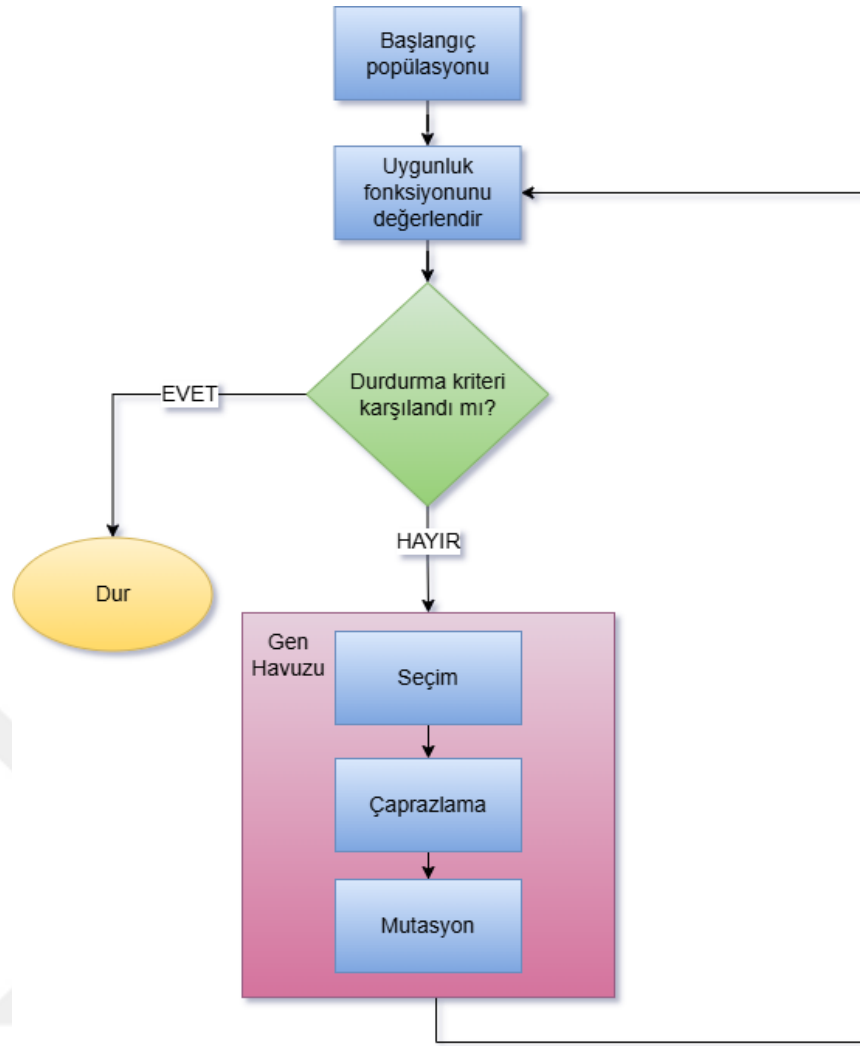 Başlangıç
popülasyonu
Uygunluk
fonksiyonunu
değerlendir
Durdurma kriteri
karşılandı mı?
EVET
HAYIR
Dur
Gen
Havuzu
Seçim
Çaprazlama
Mutasyon